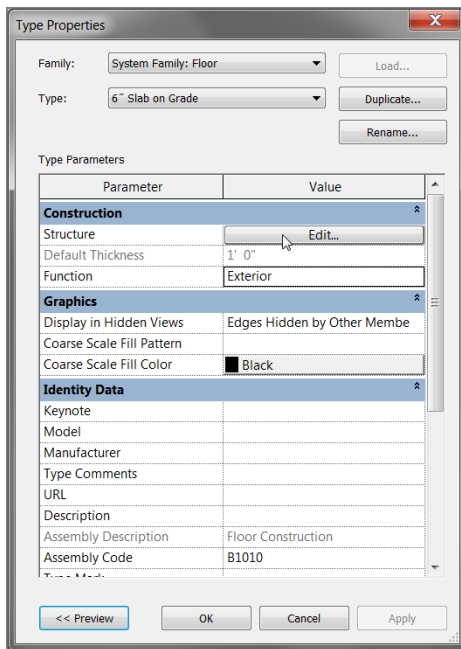 Type Properties
X
Family: System Family: Floor Load...
Type: 6" Slab on Grade Duplicate...
Rename...
Type Parameters
Parameter Value
Construction
Structure Edit...
Default Thickness 1' 0"
Function Exterior
Graphics
Display in Hidden Views Edges Hidden by Other Membe
Coarse Scale Fill Pattern
Coarse Scale Fill Color Black
Identity Data
Keynote
Model
Manufacturer
Type Comments
URL
Description
Assembly Description Floor Construction
Assembly Code B1010
Type Mark
<< Preview OK Cancel Apply